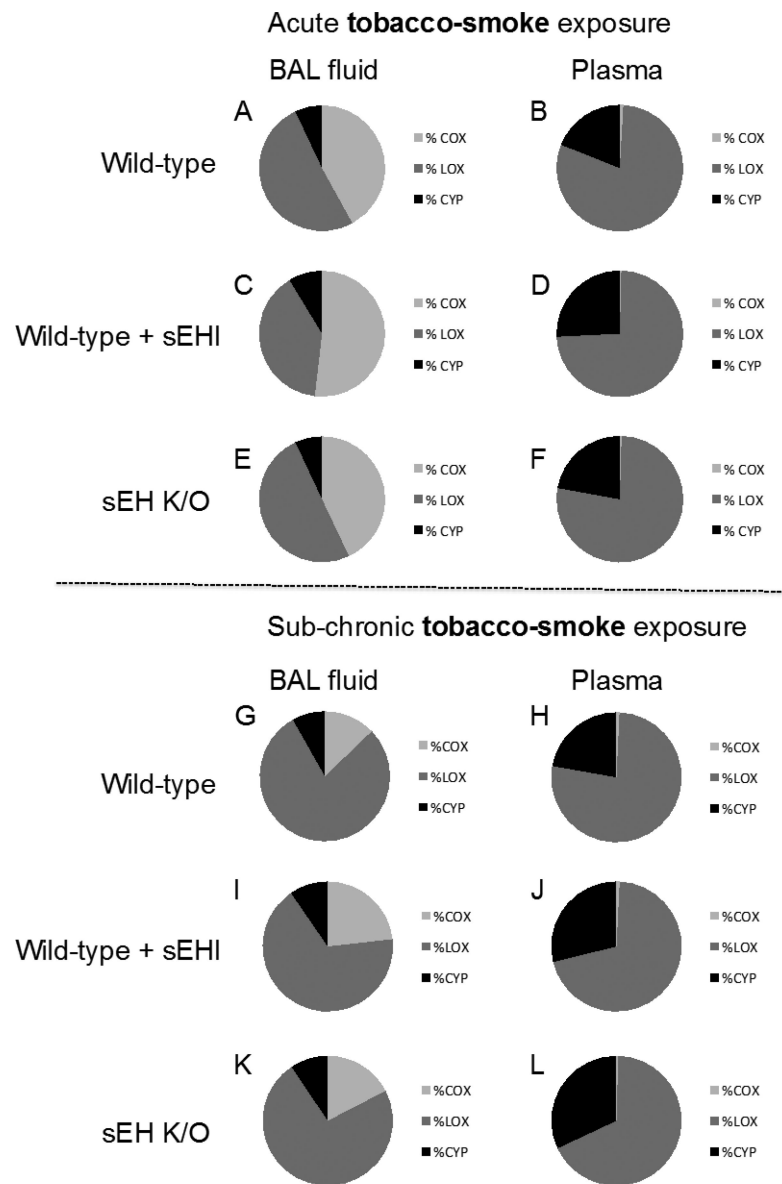 Acute tobacco-smoke exposure
BAL fluid Plasma
Wild-type
A
% COX
% LOX
% CYP
B
% COX
% LOX
% CYP
Wild-type + sEHI
C
% COX
% LOX
% CYP
D
% COX
% LOX
% CYP
sEH K/O
E
% COX
% LOX
% CYP
F
% COX
% LOX
% CYP
Sub-chronic tobacco-smoke exposure
BAL fluid Plasma
Wild-type
G
%COX
%LOX
%CYP
H
%COX
%LOX
%CYP
Wild-type + sEHI
I
%COX
%LOX
%CYP
J
%COX
%LOX
%CYP
sEH K/O
K
%COX
%LOX
%CYP
L
%COX
%LOX
%CYP